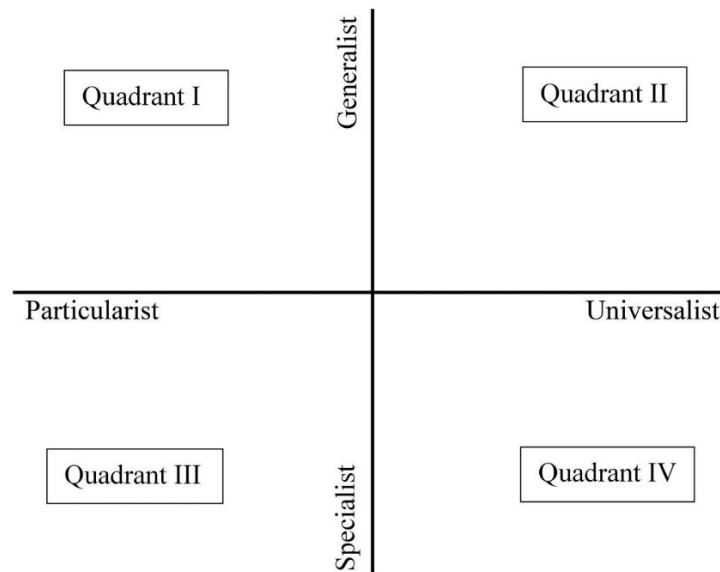 Quadrant I
Generalist
Quadrant II
Particularist
Universalist
Quadrant III
Specialist
Quadrant IV